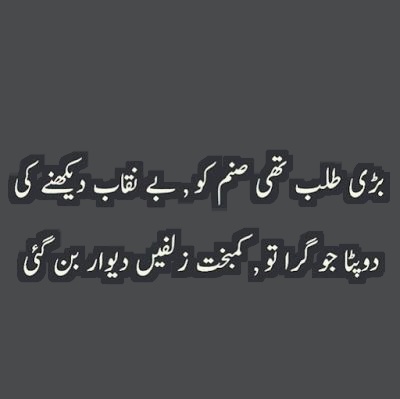 بڑی طلب تھی صنم کو , بے نقاب دیکھنے کی
دوپٹا جو گرا تو , کمبخت زلفیں دیوار بن گئی